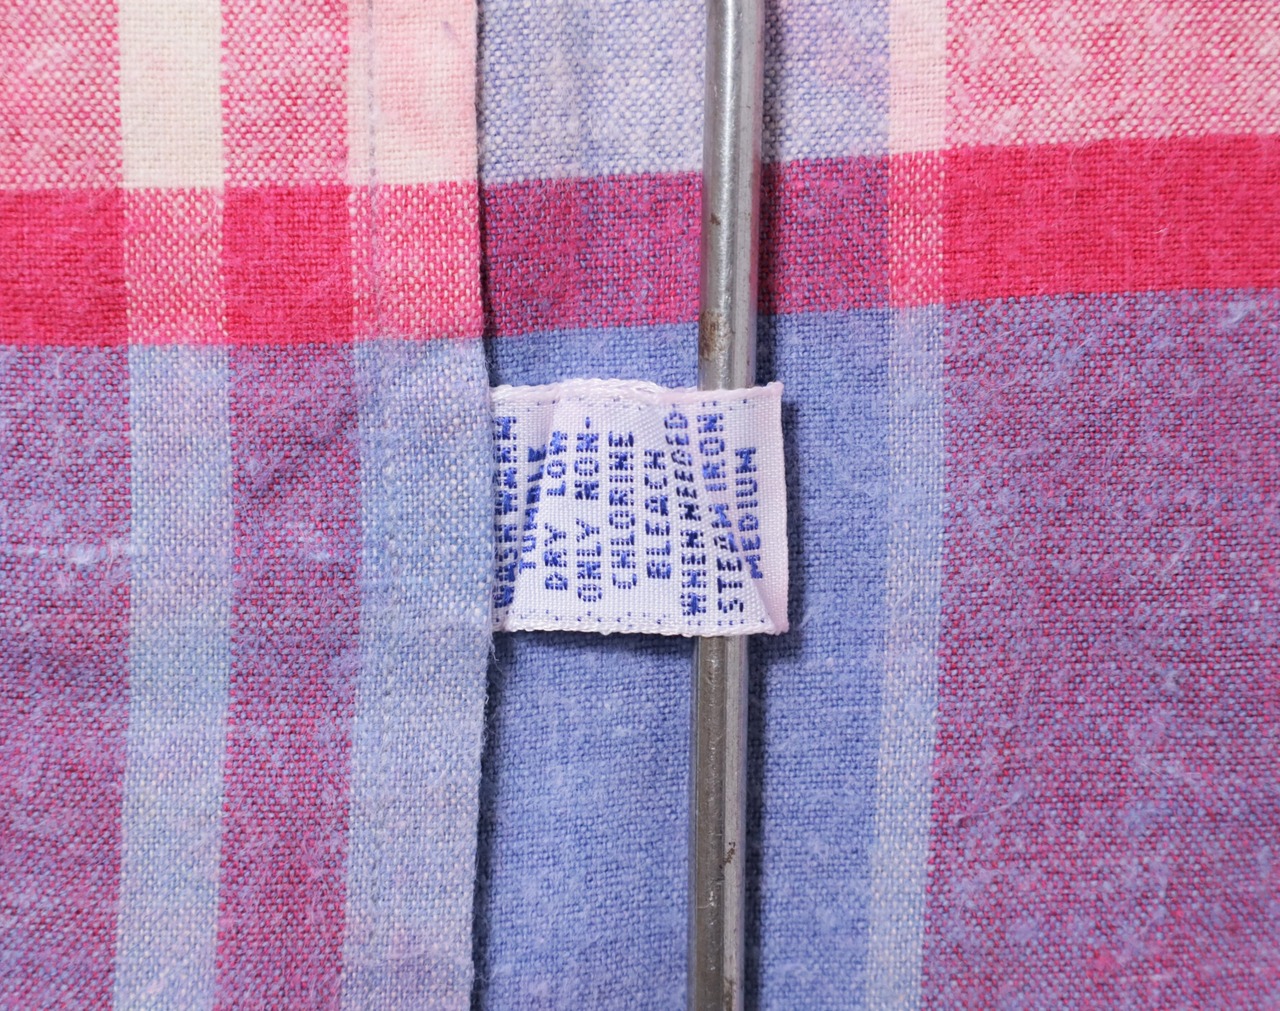 WASH WARM
TUMBLE
DRY LOW
ONLY NON-
CHLORINE
BLEACH
WHEN NEEDED-
STEAM IRON
MEDIUM